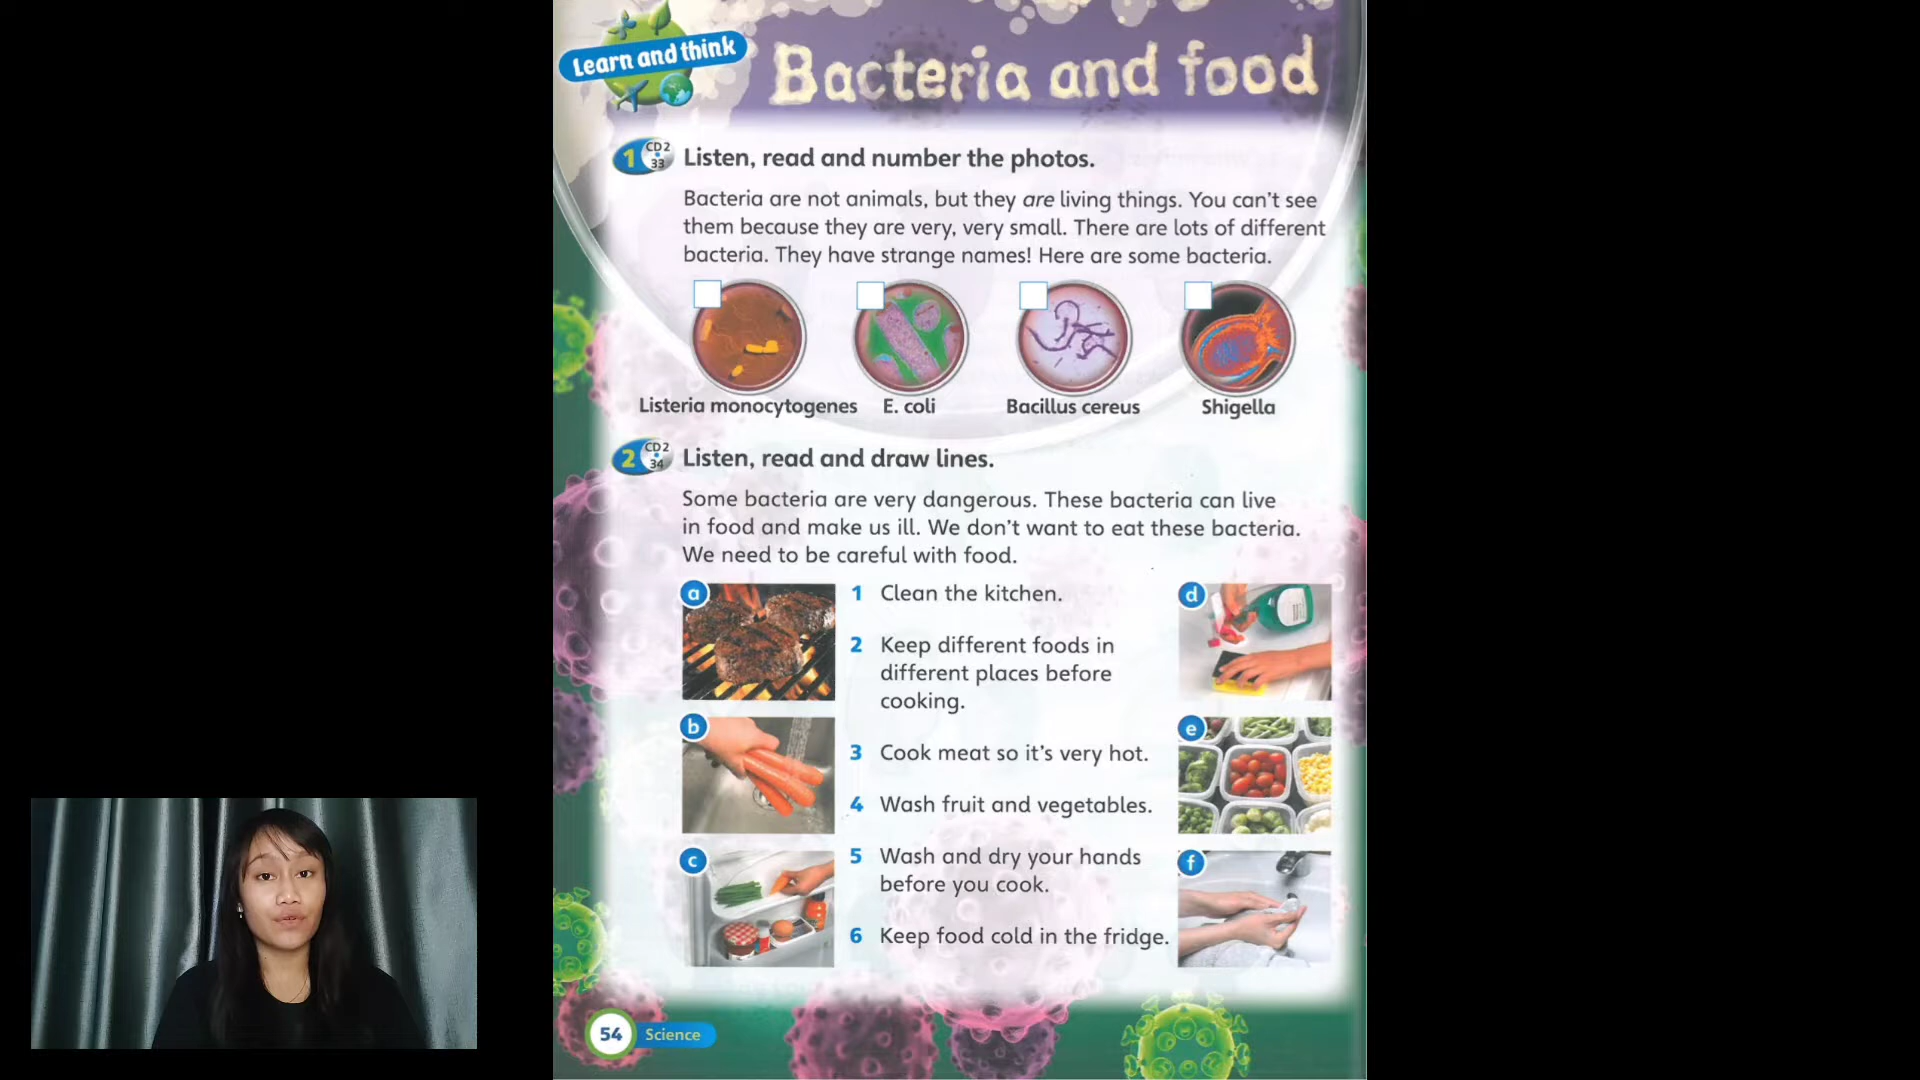 Learn and think
Bacteria and food
1 CD2 33 Listen, read and number the photos.
Bacteria are not animals, but they are living things. You can't see
them because they are very, very small. There are lots of different
bacteria. They have strange names! Here are some bacteria.
Listeria monocytogenes E. coli Bacillus cereus Shigella
2 CD2 34 Listen, read and draw lines.
Some bacteria are very dangerous. These bacteria can live
in food and make us ill. We don't want to eat these bacteria.
We need to be careful with food.
a
1 Clean the kitchen.
d
2 Keep different foods in
different places before
cooking.
b
e
3 Cook meat so it's very hot.
4 Wash fruit and vegetables.
c
5 Wash and dry your hands
before you cook.
f
6 Keep food cold in the fridge.
54 Science